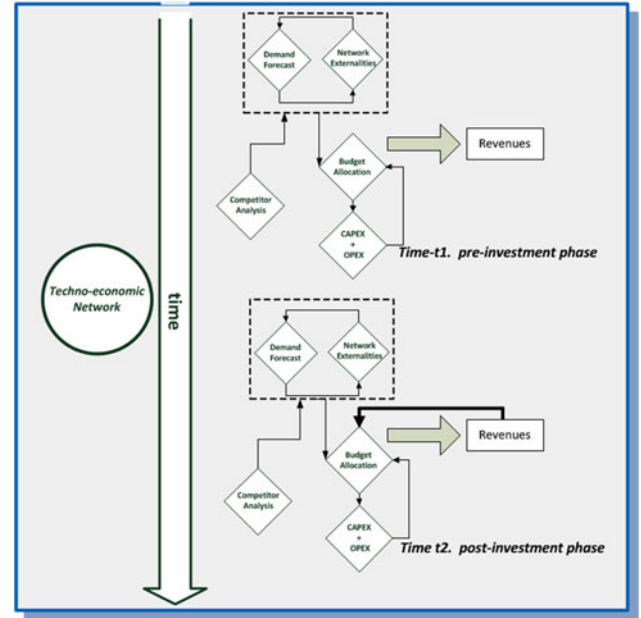 Demand
Forecast
Network
Externalities
Budget
Allocation
Revenues
Competitor
Analysis
CAPEX
+
OPEX
Time-t1. pre-investment phase
Techno-economic
Network
time
Demand
Forecast
Network
Externalities
Budget
Allocation
Revenues
Competitor
Analysis
CAPEX
+
OPEX
Time t2. post-investment phase